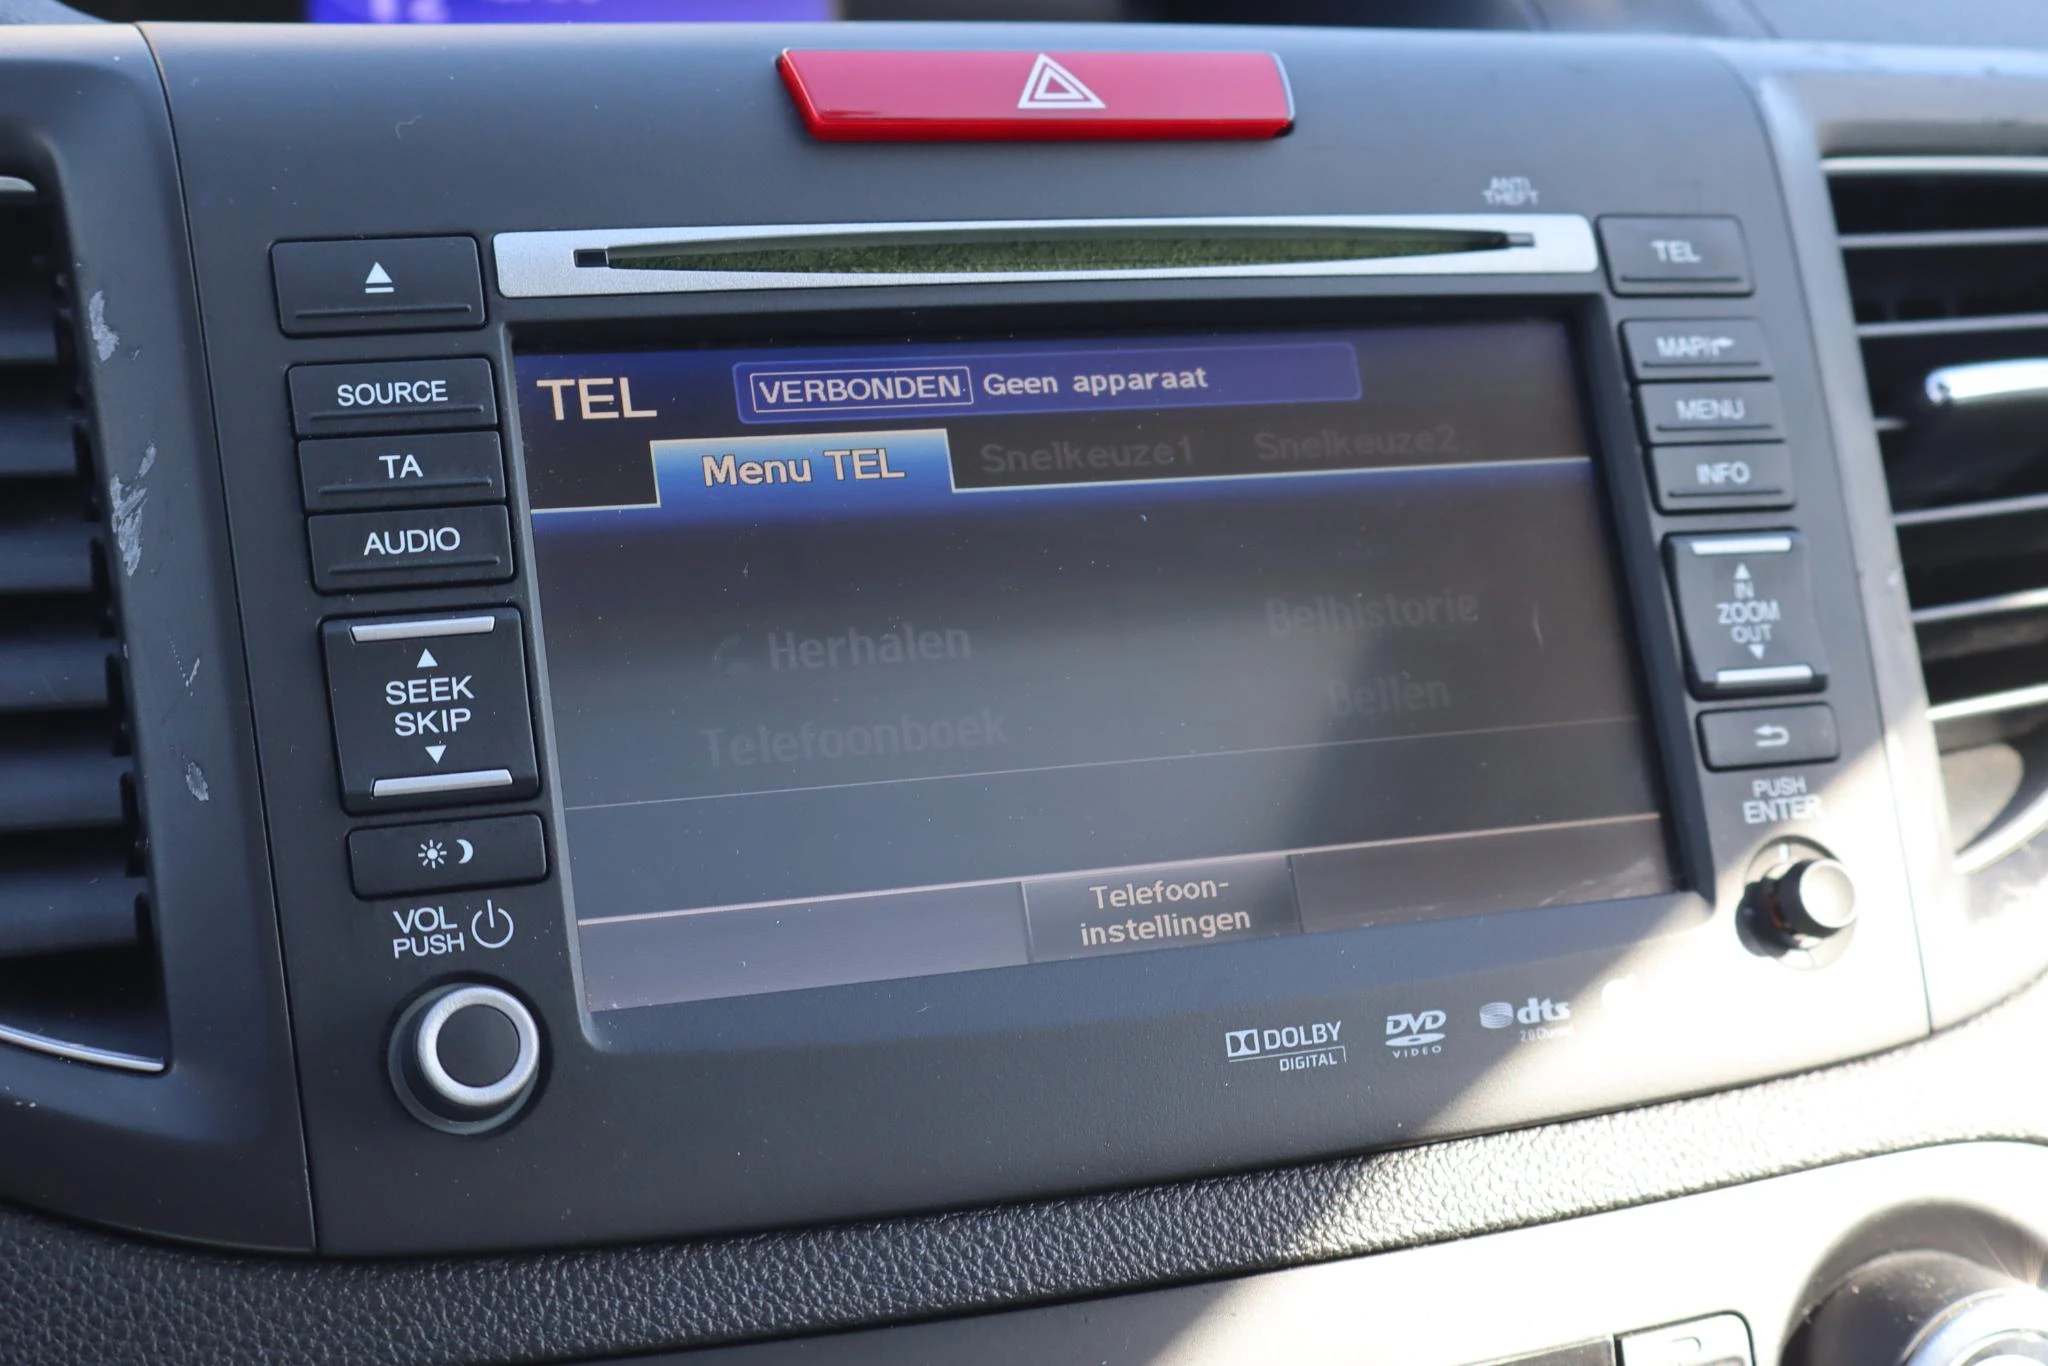 ANTI
THEFT
TEL
SOURCE
TA
AUDIO
SEEK
SKIP
VOL
PUSH
TEL
VERBONDEN Geen apparaat
Menu TEL Snelkeuze1 Snelkeuze2
Herhalen Belhistorie
Telefoonboek Bellen
Telefoon-
instellingen
MAP/
MENU
INFO
IN
ZOOM
OUT
PUSH
ENTER
DOLBY
DIGITAL
DVD
VIDEO
dts